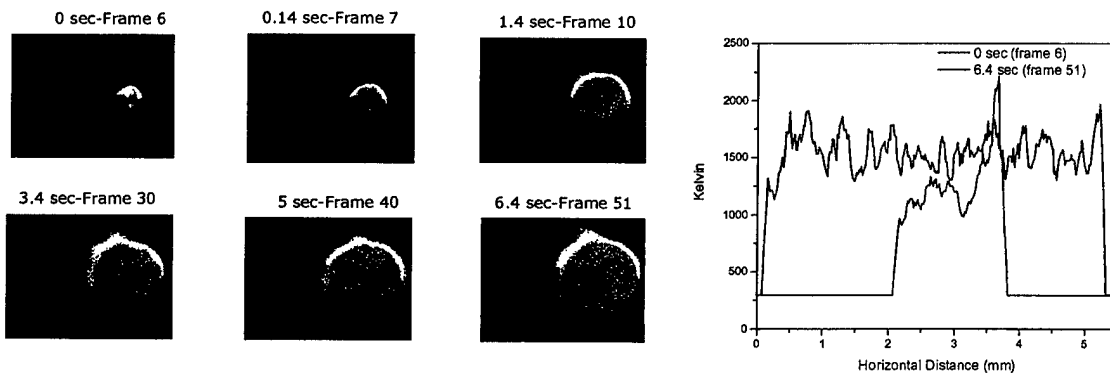 0 sec-Frame 6
0.14 sec-Frame 7
1.4 sec-Frame 10
3.4 sec-Frame 30
5 sec-Frame 40
6.4 sec-Frame 51
2500
2000
1500
1000
500
0
Kelvin
0 sec (frame 6)
6.4 sec (frame 51)
0 1 2 3 4 5
Horizontal Distance (mm)